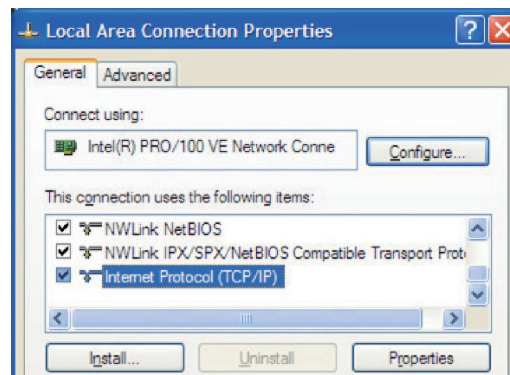 Local Area Connection Properties
General Advanced
Connect using:
Intel(R) PRO/100 VE Network Conne Configure...
This connection uses the following items:
NWLink NetBIOS
NWLink IPX/SPX/NetBIOS Compatible Transport Prot
Internet Protocol (TCP/IP)
Install... Uninstall Properties